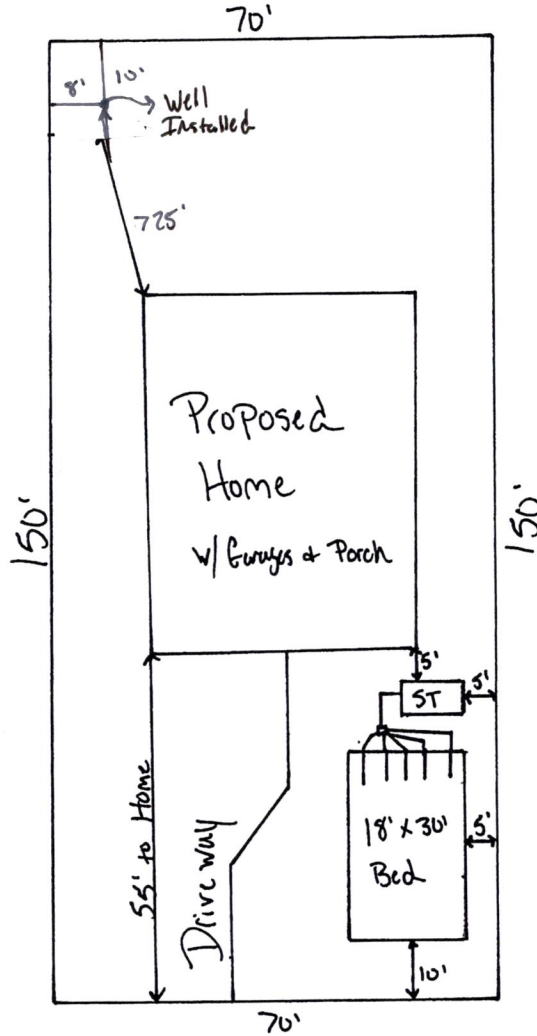 70'
8'
10'
Well
Installed
725'
Proposed
Home
w/ Garages & Porch
150'
150'
5'
ST
5'
55' to Home
Driveway
18' x 30'
Bed
5'
10'
70'